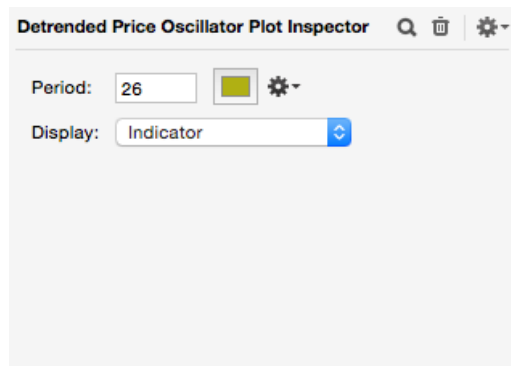 Detrended Price Oscillator Plot Inspector
Period: 26
Display: Indicator